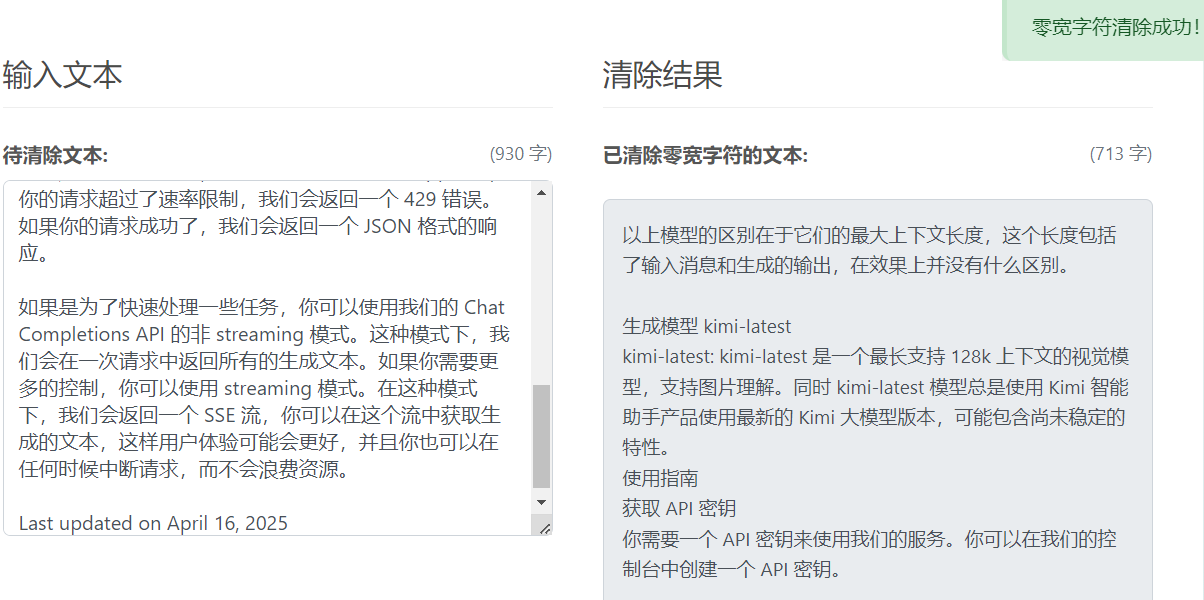 零宽字符清除成功!
输入文本
待清除文本:
(930 字)
你的请求超过了速率限制，我们会返回一个 429 错误。
如果你的请求成功了，我们会返回一个 JSON 格式的响
应。
如果是为了快速处理一些任务，你可以使用我们的 Chat
Completions API 的非 streaming 模式。这种模式下，我
们会在一次请求中返回所有的生成文本。如果你需要更
多的控制，你可以使用 streaming 模式。在这种模式
下，我们会返回一个 SSE 流，你可以在这个流中获取生
成的文本，这样用户体验可能会更好，并且你也可以在
任何时候中断请求，而不会浪费资源。
Last updated on April 16, 2025
清除结果
已清除零宽字符的文本:
(713 字)
以上模型的区别在于它们的最大上下文长度，这个长度包括
了输入消息和生成的输出，在效果上并没有什么区别。
生成模型 kimi-latest
kimi-latest: kimi-latest 是一个最长支持 128k 上下文的视觉模
型，支持图片理解。同时 kimi-latest 模型总是使用 Kimi 智能
助手产品使用最新的 Kimi 大模型版本，可能包含尚未稳定的
特性。
使用指南
获取 API 密钥
你需要一个 API 密钥来使用我们的服务。你可以在我们的控
制台中创建一个 API 密钥。